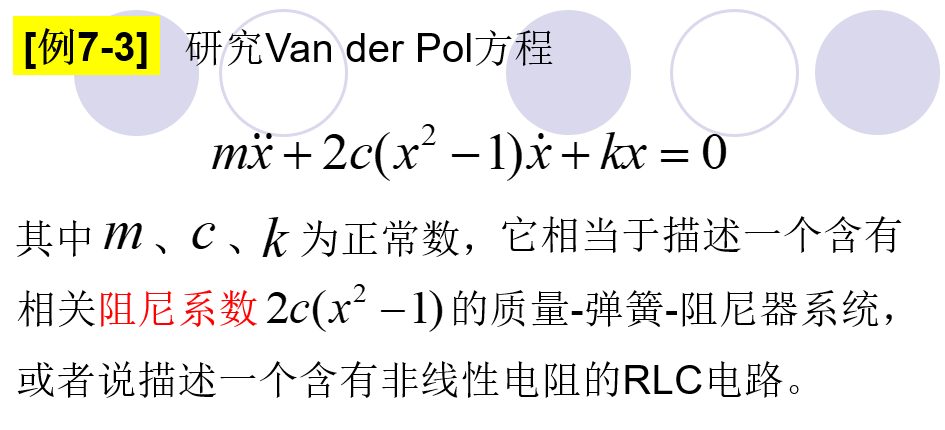 [例7-3] 研究Van der Pol方程
mẍ + 2c(x² − 1)ẋ + kx = 0
其中 m 、c 、k 为正常数，它相当于描述一个含有
相关阻尼系数 2c(x² − 1) 的质量-弹簧-阻尼器系统，
或者说描述一个含有非线性电阻的RLC电路。